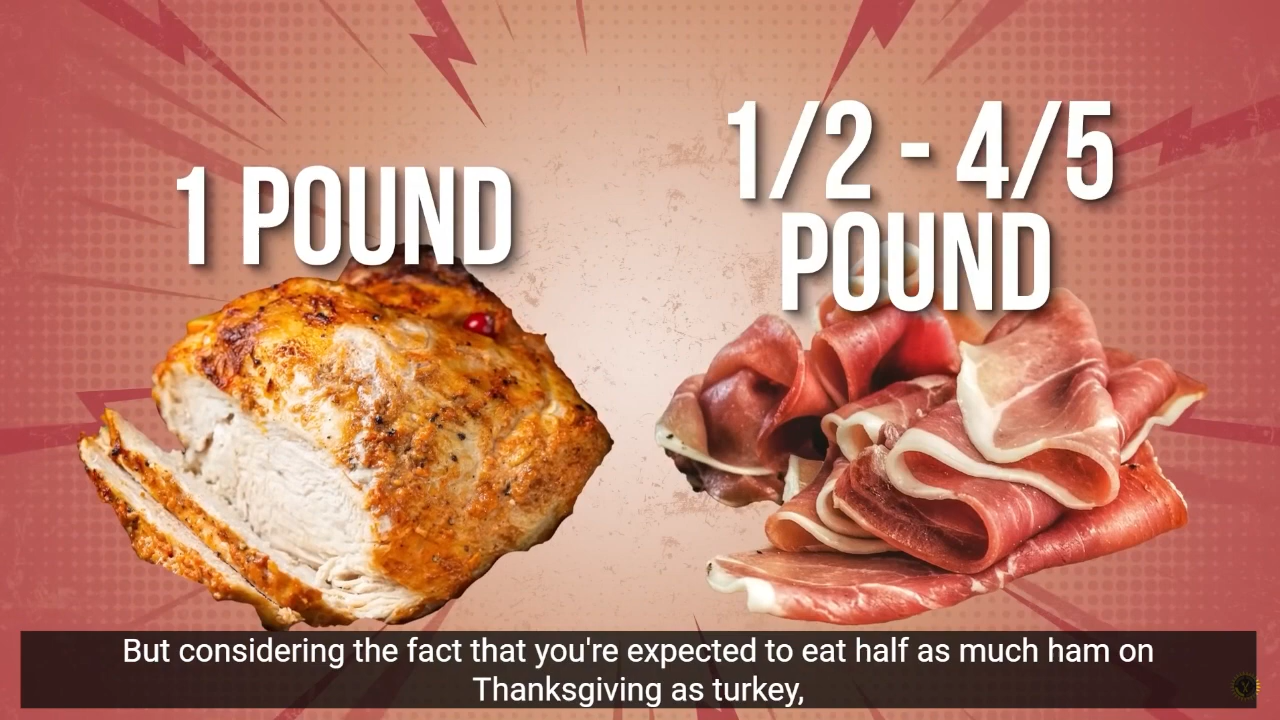 1 POUND
1/2 - 4/5
POUND
But considering the fact that you're expected to eat half as much ham on
Thanksgiving as turkey,